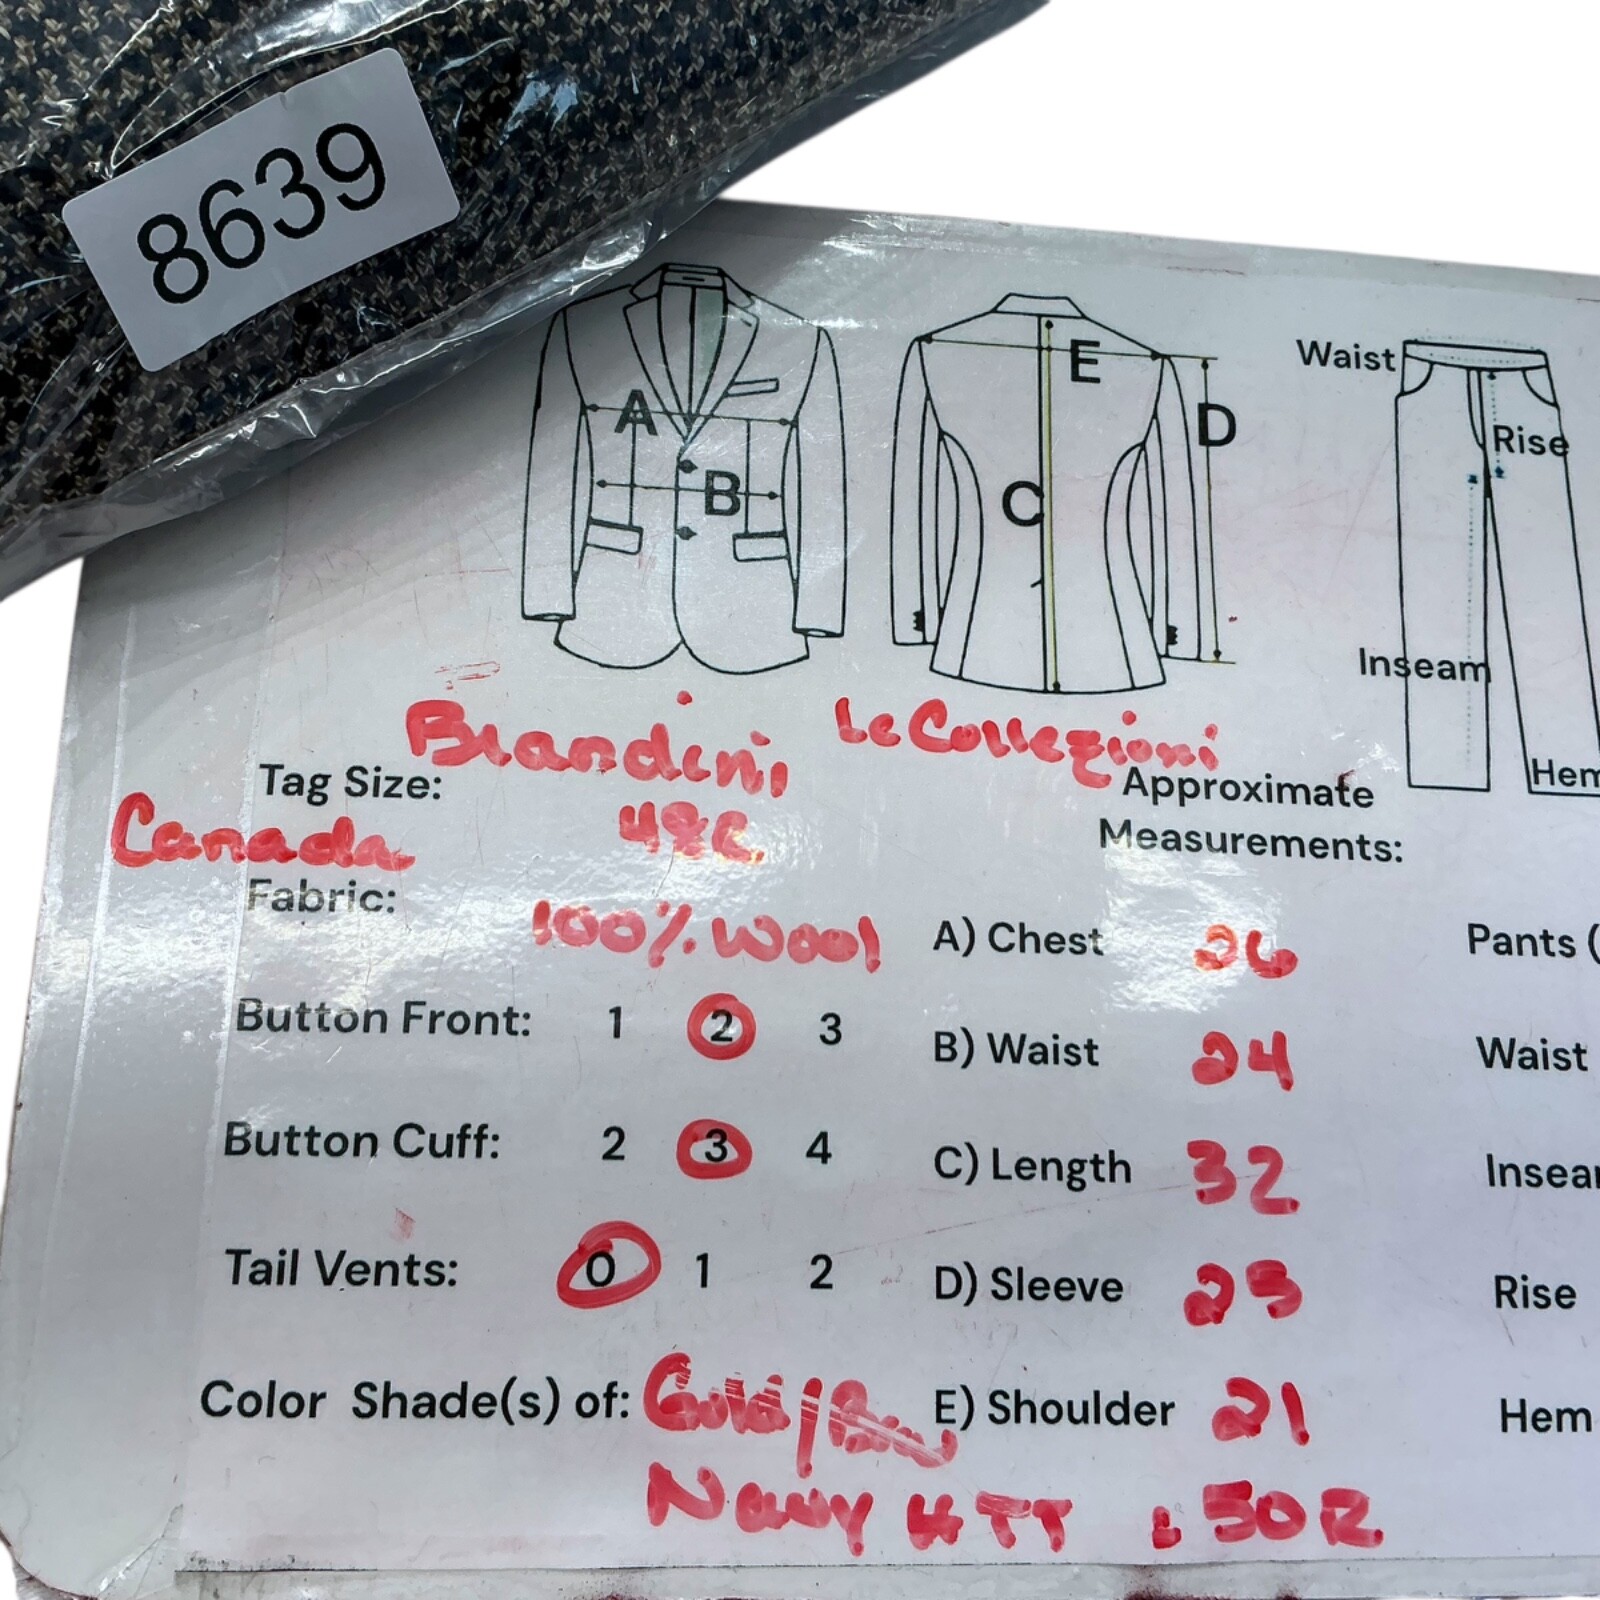 8639
A
B
E
D
C
Waist
Rise
Inseam
Hem
Brandini Le Collezioni
Tag Size: 48R
Canada
Approximate
Measurements:
Fabric: 100% Wool
A) Chest 26
Pants (
Button Front: 1 2 3
B) Waist 24
Waist
Button Cuff: 2 3 4
C) Length 32
Insea
Tail Vents: 0 1 2
D) Sleeve 25
Rise
Color Shade(s) of: Gold/
E) Shoulder 21
Hem
Navy HTT 50R